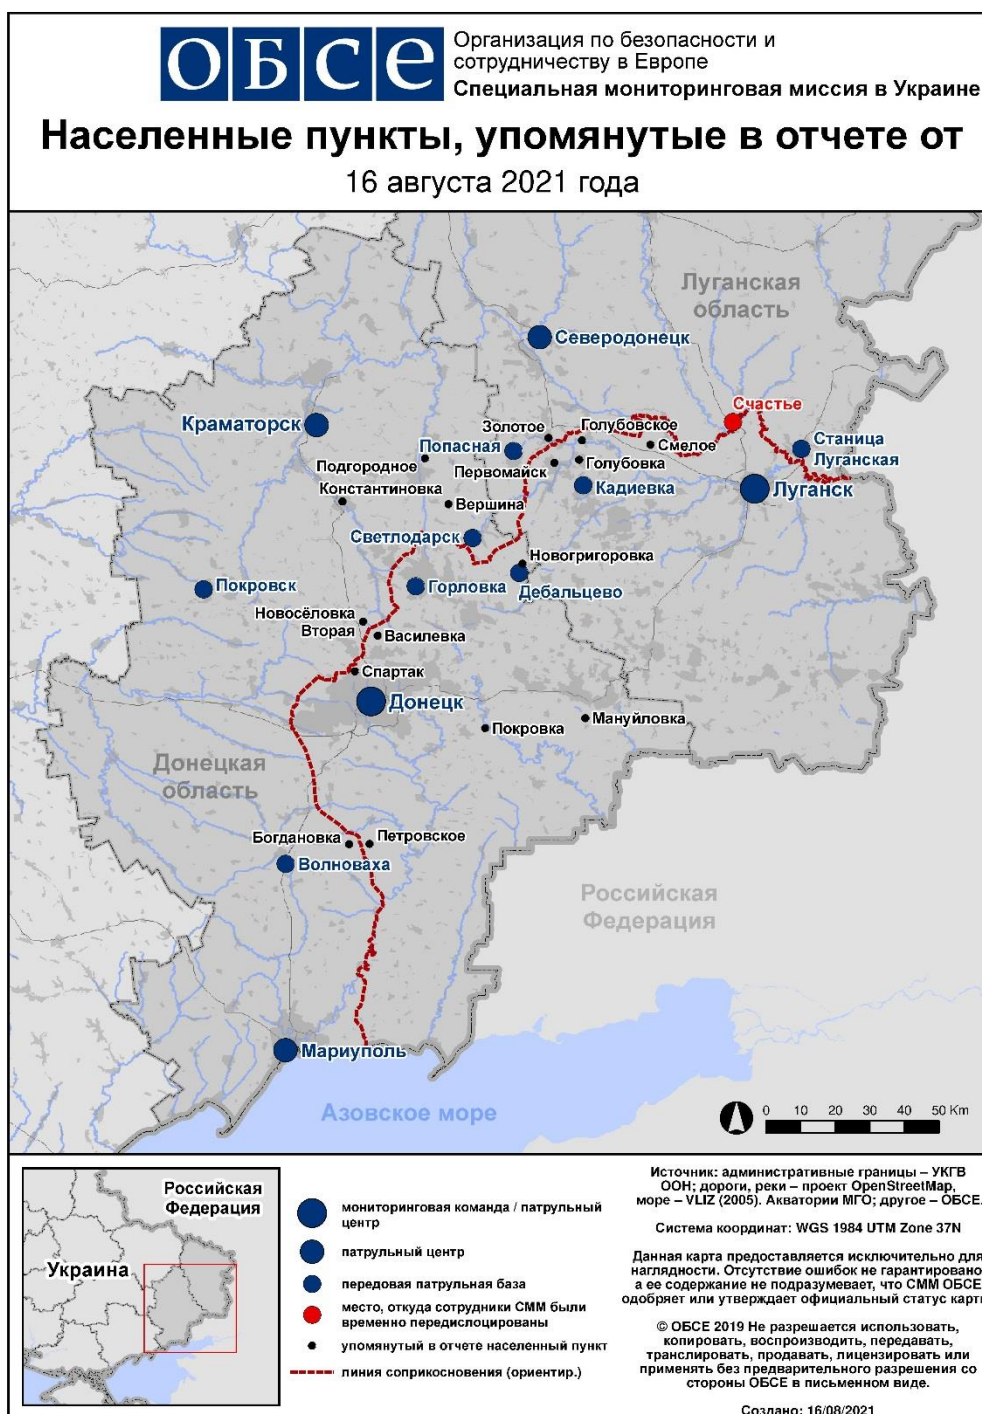 ОБСЕ
Организация по безопасности и
сотрудничеству в Европе
Специальная мониторинговая миссия в Украине
Населенные пункты, упомянутые в отчете от
16 августа 2021 года
Луганская
область
Северодонецк
Счастье
Краматорск
Золотое
Голубовское
Попасная
Смелое
Станица
Луганская
Подгородное
Первомайск
Голубовка
Константиновка
Кадиевка
Луганск
Вершина
Светлодарск
Новогригоровка
Покровск
Горловка
Дебальцево
Новосёловка
Вторая
Василевка
Спартак
Донецк
Покровка
Мануйловка
Донецкая
область
Богдановка
Петровское
Волноваха
Российская
Федерация
Мариуполь
Азовское море
0 10 20 30 40 50 Km
Российская
Федерация
Украина
мониторинговая команда / патрульный
центр
патрульный центр
передовая патрульная база
место, откуда сотрудники СММ были
временно передислоцированы
упомянутый в отчете населенный пункт
линия соприкосновения (ориентир.)
Источник: административные границы – УКГВ
ООН; дороги, реки – проект OpenStreetMap,
море – VLIZ (2005). Акватории МГО; другое – ОБСЕ.
Система координат: WGS 1984 UTM Zone 37N
Данная карта предоставляется исключительно для
наглядности. Отсутствие ошибок не гарантировано
а ее содержание не подразумевает, что СММ ОБСЕ
одобряет или утверждает официальный статус карт
© ОБСЕ 2019 Не разрешается использовать,
копировать, воспроизводить, передавать,
транслировать, продавать, лицензировать или
применять без предварительного разрешения со
стороны ОБСЕ в письменном виде.
Создано: 16/08/2021